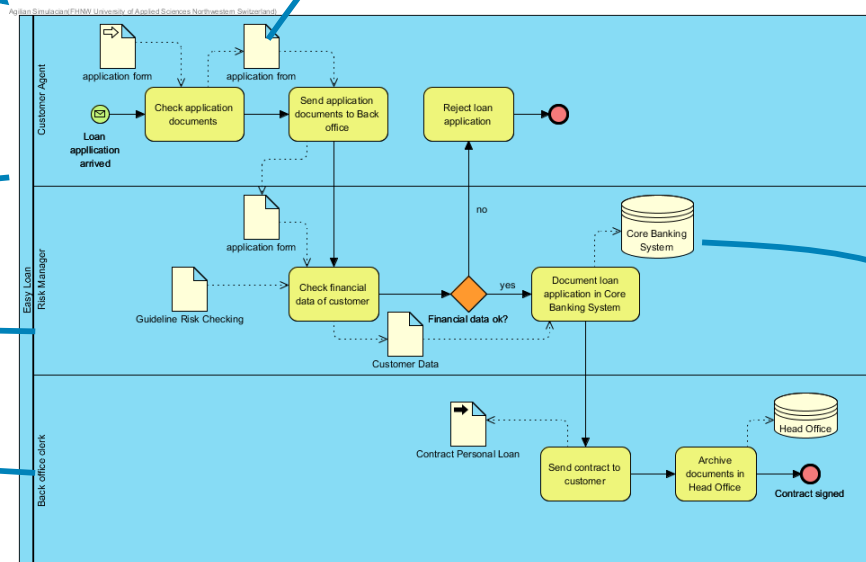 Agilian Simulacian(FHNW University of Applied Sciences Northwestern Switzerland)
Easy Loan
Customer Agent
application form
application from
Loan
appllication
arrived
Check application
documents
Send application
documents to Back
office
Reject loan
application
Risk Manager
application form
no
Core Banking
System
Guideline Risk Checking
Check financial
data of customer
Financial data ok?
yes
Document loan
application in Core
Banking System
Customer Data
Back office clerk
Contract Personal Loan
Head Office
Send contract to
customer
Archive
documents in
Head Office
Contract signed